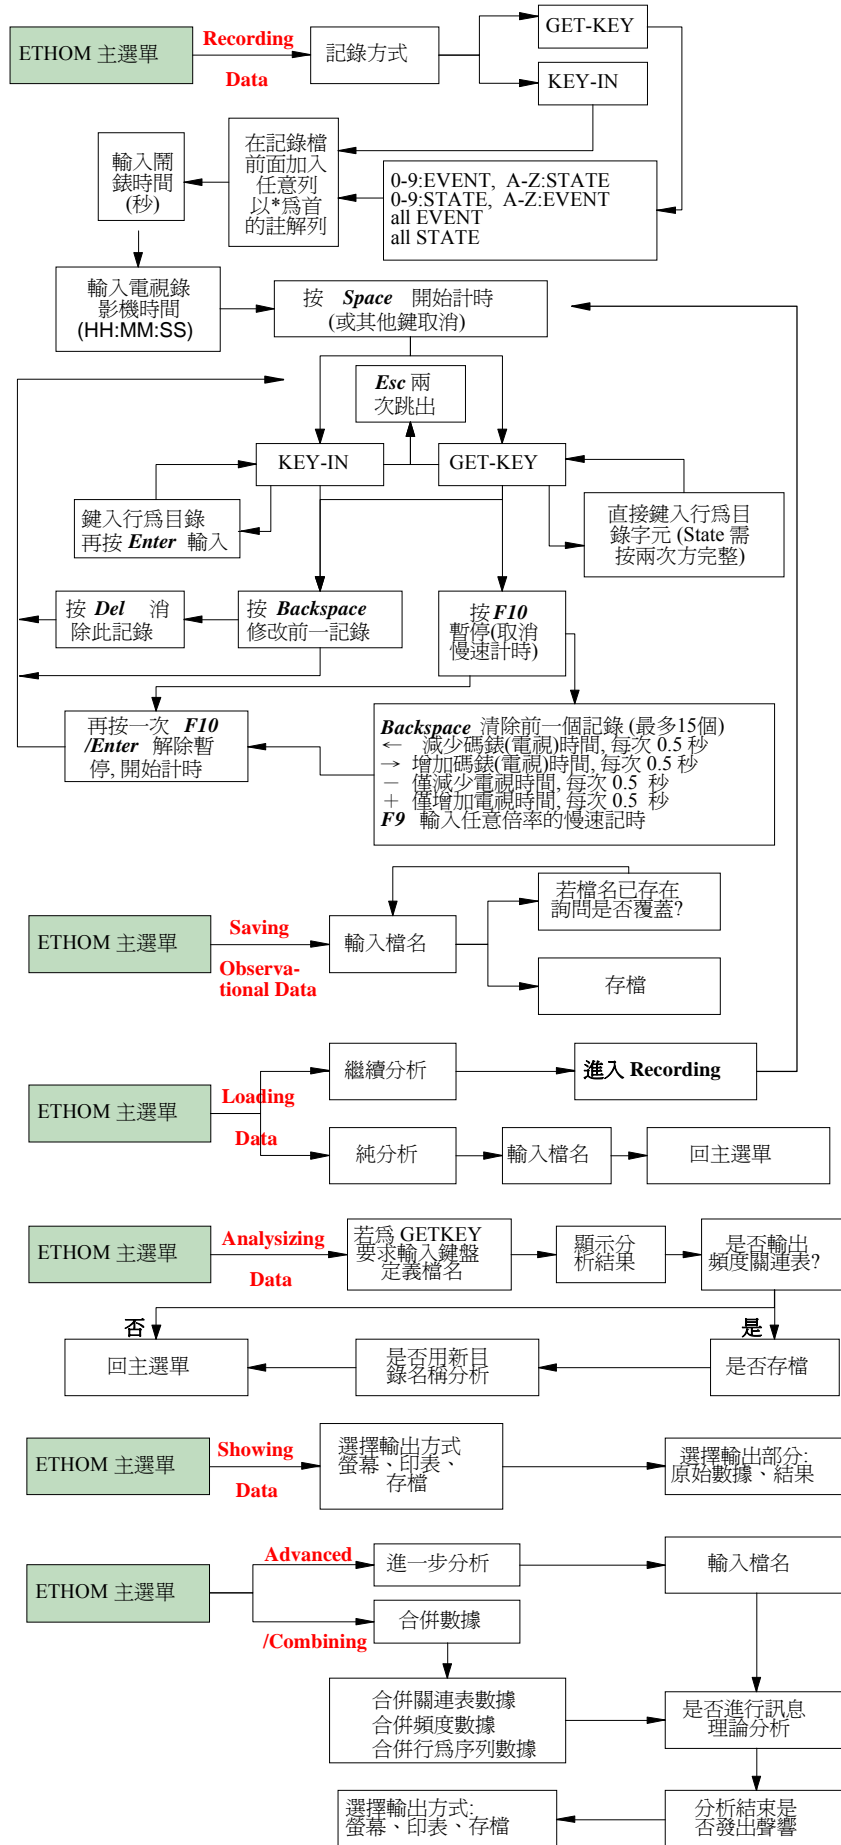 ETHOM 主選單
Recording
Data
記錄方式
GET-KEY
KEY-IN
輸入鬧
錶時間
(秒)
在記錄檔
前面加入
任意列
以*為首
的註解列
0-9:EVENT, A-Z:STATE
0-9:STATE, A-Z:EVENT
all EVENT
all STATE
輸入電視錄
影機時間
(HH:MM:SS)
按 Space 開始計時
(或其他鍵取消)
Esc 兩
次跳出
KEY-IN
GET-KEY
鍵入行為目錄
再按 Enter 輸入
直接鍵入行為目
錄字元 (State 需
按兩次方完整)
按 Del 消
除此記錄
按 Backspace
修改前一記錄
按 F10
暫停(取消
慢速計時)
再按一次 F10
/Enter 解除暫
停, 開始計時
Backspace 清除前一個記錄 (最多15個)
← 減少碼錶(電視)時間, 每次 0.5 秒
→ 增加碼錶(電視)時間, 每次 0.5 秒
－ 僅減少電視時間, 每次 0.5 秒
＋ 僅增加電視時間, 每次 0.5 秒
F9 輸入任意倍率的慢速記時
ETHOM 主選單
Saving
Observa-
tional Data
輸入檔名
若檔名已存在
詢問是否覆蓋?
存檔
ETHOM 主選單
Loading
Data
繼續分析
進入 Recording
純分析
輸入檔名
回主選單
ETHOM 主選單
Analysizing
Data
若為 GETKEY
要求輸入鍵盤
定義檔名
顯示分
析結果
是否輸出
頻度關連表?
否
是
回主選單
是否用新目
錄名稱分析
是否存檔
ETHOM 主選單
Showing
Data
選擇輸出方式
螢幕、印表、
存檔
選擇輸出部分:
原始數據、結果
ETHOM 主選單
Advanced
/Combining
進一步分析
輸入檔名
合併數據
合併關連表數據
合併頻度數據
合併行為序列數據
是否進行訊息
理論分析
選擇輸出方式:
螢幕、印表、存檔
分析結束是
否發出聲響